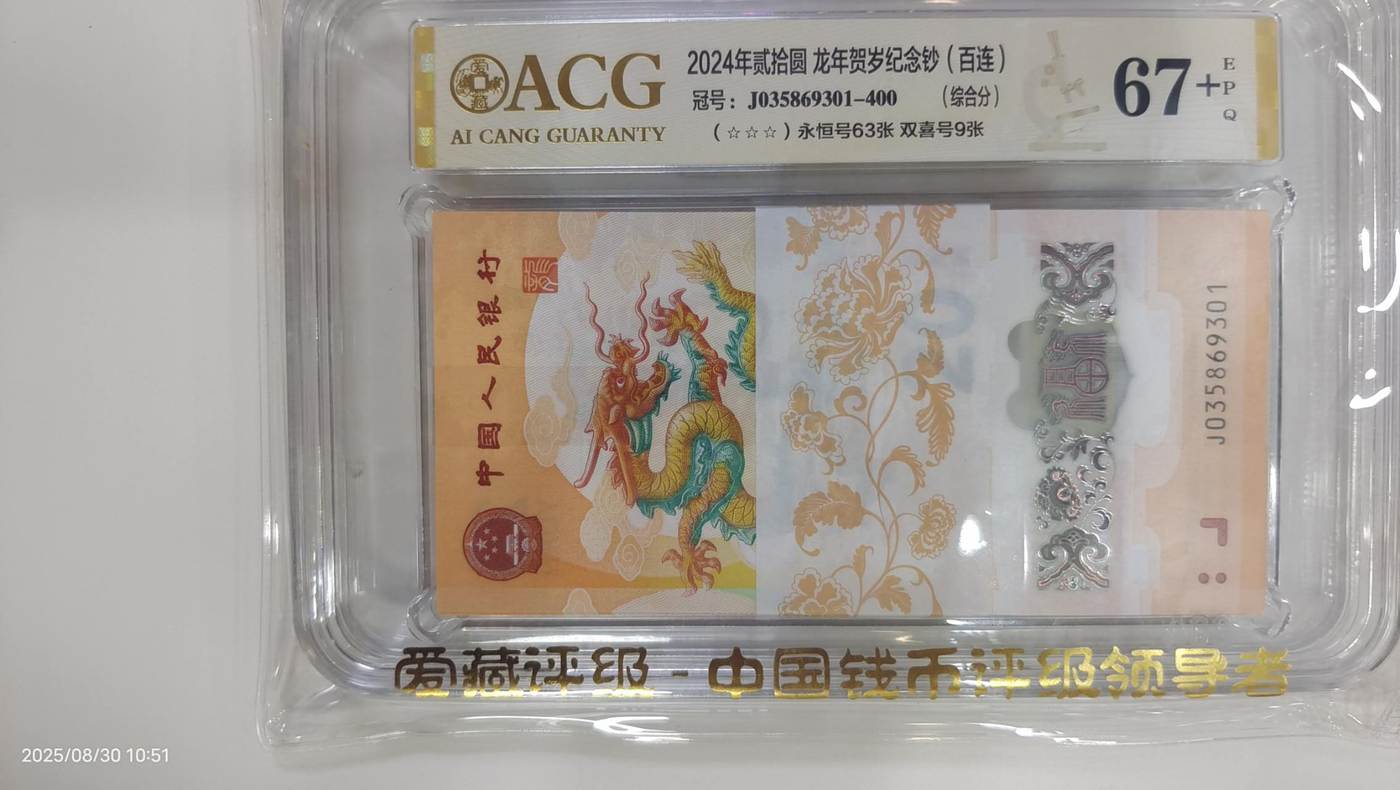 ACG
AI CANG GUARANTY
2024年贰拾圆 龙年贺岁纪念钞（百连）
冠号：J035869301-400 （综合分）
（☆☆☆）永恒号63张 双喜号9张
67+
EPQ
中国人民银行
J035869301
爱藏评级-中国钱币评级领导者
2025/08/30 10:51